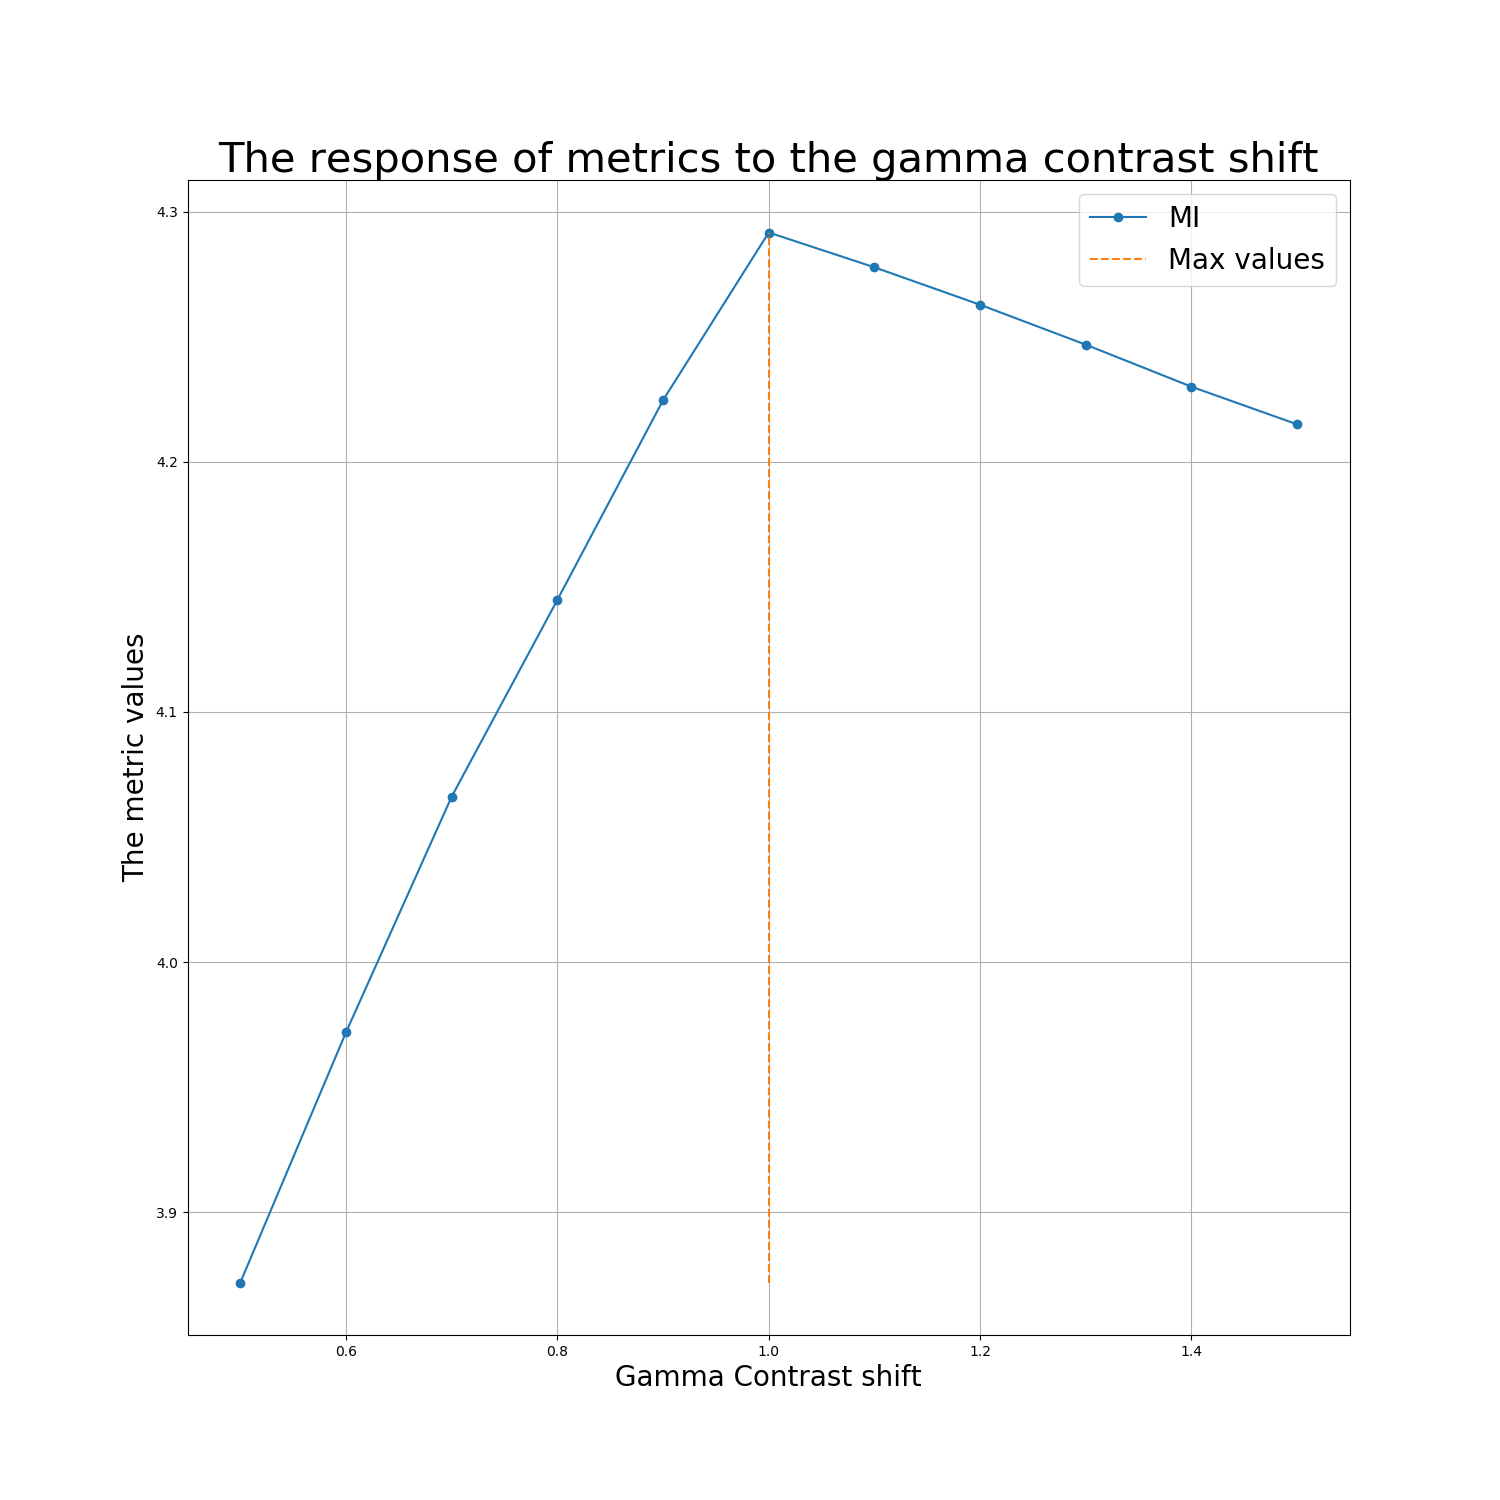 The response of metrics to the gamma contrast shift
MI
Max values
4.3
4.2
4.1
4.0
3.9
The metric values
0.6 0.8 1.0 1.2 1.4
Gamma Contrast shift